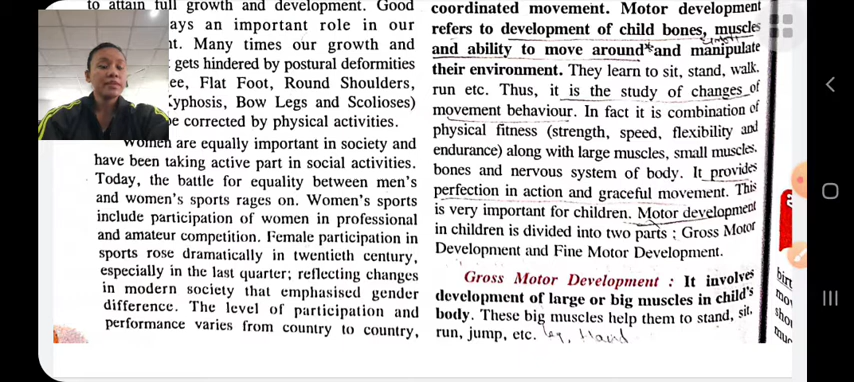 to attain full growth and development. Good
ays an important role in our
nt. Many times our growth and
gets hindered by postural deformities
ee, Flat Foot, Round Shoulders,
Kyphosis, Bow Legs and Scolioses)
be corrected by physical activities.
Women are equally important in society and
have been taking active part in social activities.
Today, the battle for equality between men's
and women's sports rages on. Women's sports
include participation of women in professional
and amateur competition. Female participation in
sports rose dramatically in twentieth century,
especially in the last quarter; reflecting changes
in modern society that emphasised gender
difference. The level of participation and
performance varies from country to country,
coordinated movement. Motor development
refers to development of child bones, muscles
and ability to move around* and manipulate
their environment. They learn to sit, stand, walk,
run etc. Thus, it is the study of changes of
movement behaviour. In fact it is combination of
physical fitness (strength, speed, flexibility and
endurance) along with large muscles, small muscles,
bones and nervous system of body. It provides
perfection in action and graceful movement. This
is very important for children. Motor development
in children is divided into two parts ; Gross Motor
Development and Fine Motor Development.
Gross Motor Development : It involves
development of large or big muscles in child's
body. These big muscles help them to stand, sit,
run, jump, etc. leg, Hand
birt
mov
sho
mus